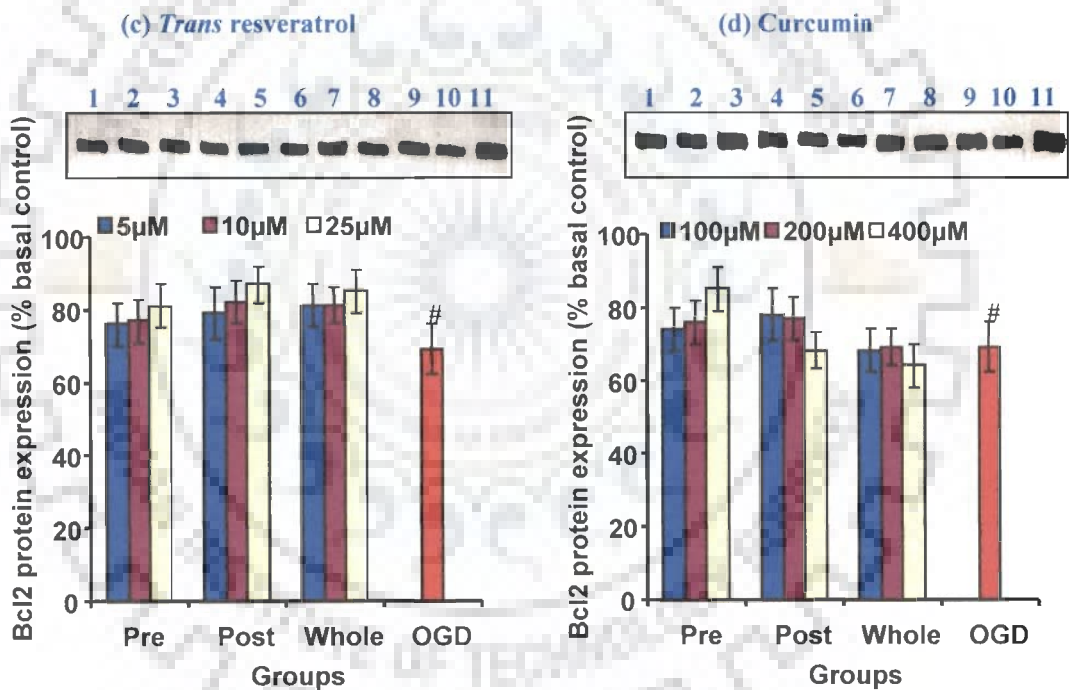 (c) Trans resveratrol
1 2 3 4 5 6 7 8 9 10 11
Bcl2 protein expression (% basal control)
5μM 10μM 25μM
100
80
60
40
20
0
#
Pre Post Whole OGD
Groups
(d) Curcumin
1 2 3 4 5 6 7 8 9 10 11
Bcl2 protein expression (% basal control)
100μM 200μM 400μM
100
80
60
40
20
0
#
Pre Post Whole OGD
Groups